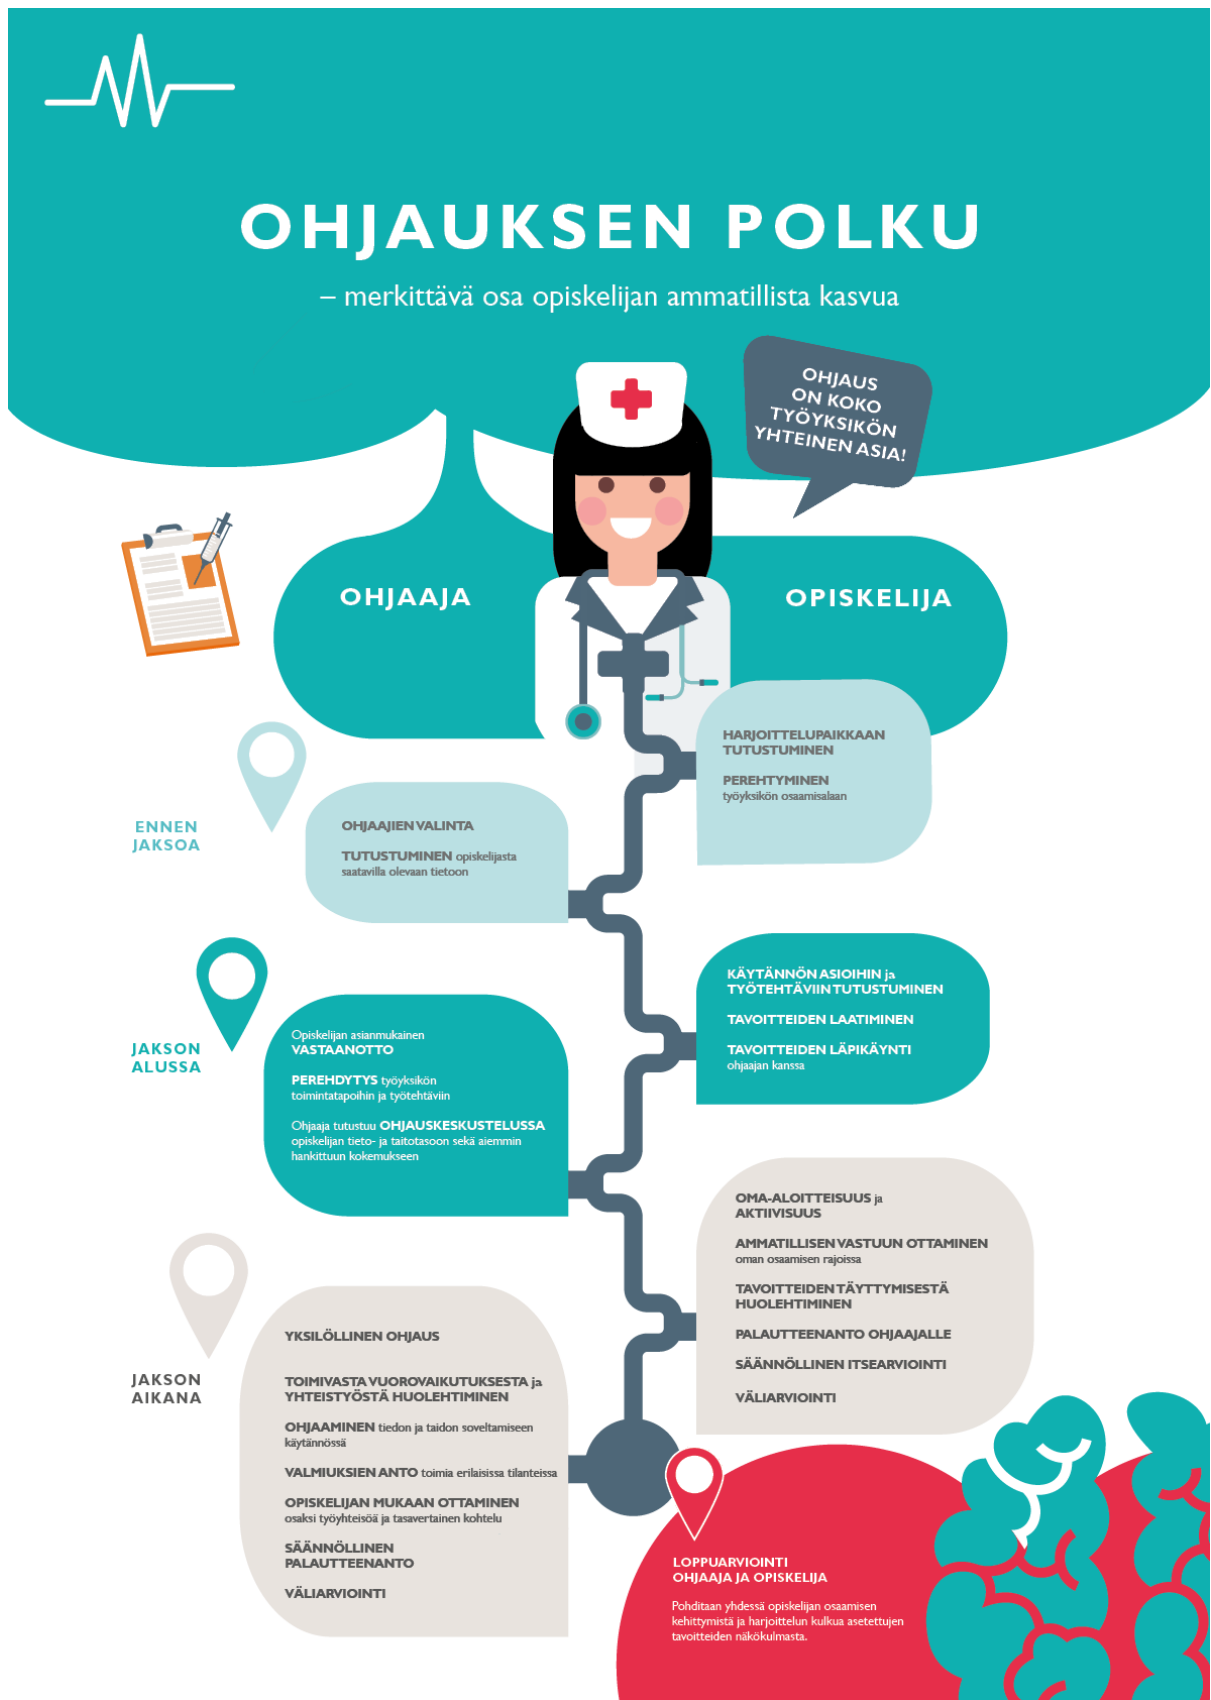 OHJAUKSEN POLKU
– merkittävä osa opiskelijan ammatillista kasvua
OHJAUS
ON KOKO
TYÖYKSIKÖN
YHTEINEN ASIA!
OHJAAJA
OPISKELIJA
HARJOITTELUPAIKKAAN
TUTUSTUMINEN
PEREHTYMINEN
työyksikön osaamisalaan
ENNEN
JAKSOA
OHJAAJIEN VALINTA
TUTUSTUMINEN opiskelijasta
saatavilla olevaan tietoon
KÄYTÄNNÖN ASIOIHIN ja
TYÖTEHTÄVIIN TUTUSTUMINEN
TAVOITTEIDEN LAATIMINEN
TAVOITTEIDEN LÄPIKÄYNTI
ohjaajan kanssa
JAKSON
ALUSSA
Opiskelijan asianmukainen
VASTAANOTTO
PEREHDYTYS työyksikön
toimintatapoihin ja työtehtäviin
Ohjaaja tutustuu OHJAUSKESKUSTELUSSA
opiskelijan tieto- ja taitotasoon sekä aiemmin
hankittuun kokemukseen
OMA-ALOITTEISUUS ja
AKTIIVISUUS
AMMATILLISEN VASTUUN OTTAMINEN
oman osaamisen rajoissa
TAVOITTEIDEN TÄYTTYMISESTÄ
HUOLEHTIMINEN
PALAUTTEENANTO OHJAAJALLE
SÄÄNNÖLLINEN ITSEARVIOINTI
VÄLIARVIOINTI
JAKSON
AIKANA
YKSILÖLLINEN OHJAUS
TOIMIVASTA VUOROVAIKUTUKSESTA ja
YHTEISTYÖSTÄ HUOLEHTIMINEN
OHJAAMINEN tiedon ja taidon soveltamiseen
käytännössä
VALMIUKSIEN ANTO toimia erilaisissa tilanteissa
OPISKELIJAN MUKAAN OTTAMINEN
osaksi työyhteisöä ja tasavertainen kohtelu
SÄÄNNÖLLINEN
PALAUTTEENANTO
VÄLIARVIOINTI
LOPPUARVIOINTI
OHJAAJA JA OPISKELIJA
Pohditaan yhdessä opiskelijan osaamisen
kehittymistä ja harjoittelun kulkua asetettujen
tavoitteiden näkökulmasta.